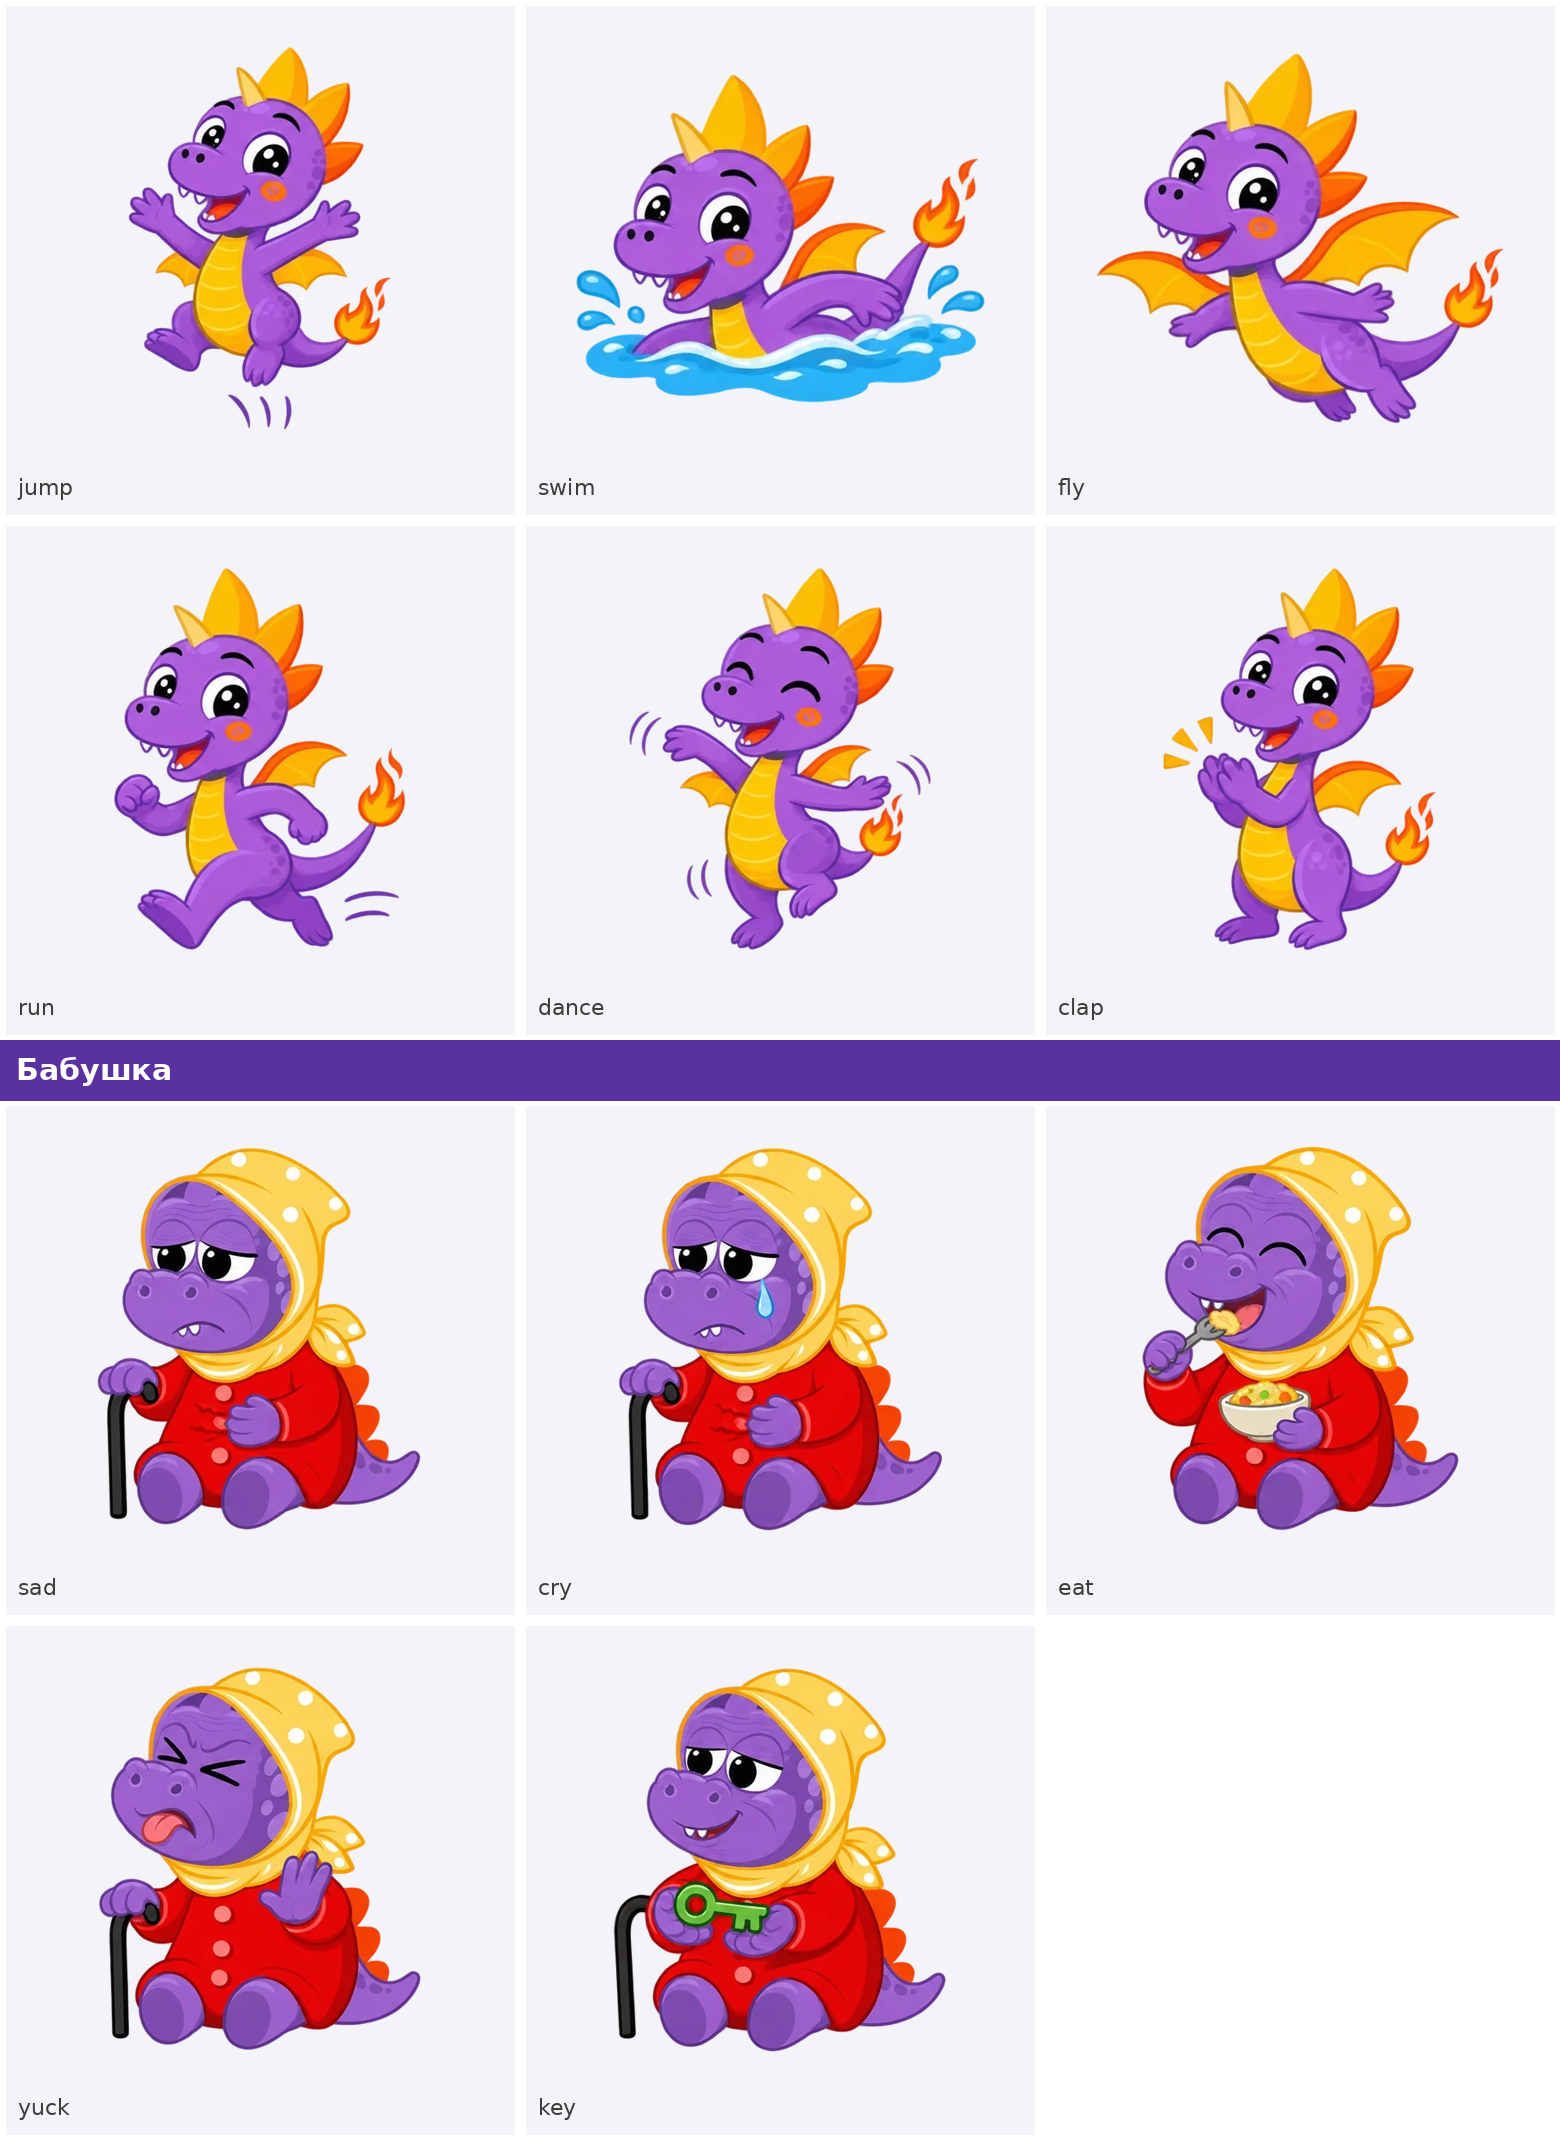 jump
swim
fly
run
dance
clap
Бабушка
sad
cry
eat
yuck
key